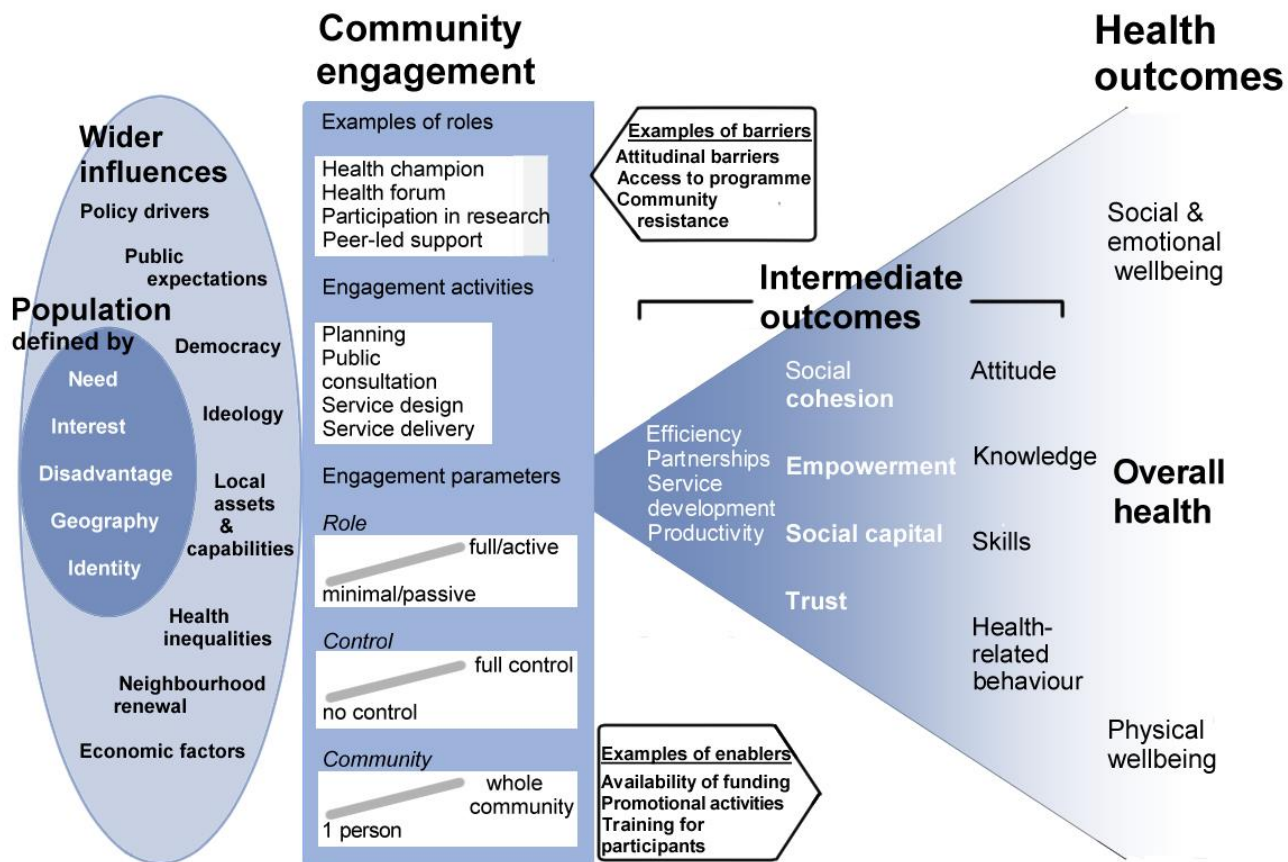 Wider
influences
Policy drivers
Public
expectations
Population
defined by
Democracy
Need
Ideology
Interest
Disadvantage
Local
assets
&
capabilities
Geography
Identity
Health
inequalities
Neighbourhood
renewal
Economic factors
Community
engagement
Examples of roles
Health champion
Health forum
Participation in research
Peer-led support
Engagement activities
Planning
Public
consultation
Service design
Service delivery
Engagement parameters
Role
full/active
minimal/passive
Control
full control
no control
Community
whole
community
1 person
Examples of barriers
Attitudinal barriers
Access to programme
Community
resistance
Examples of enablers
Availability of funding
Promotional activities
Training for
participants
Intermediate
outcomes
Efficiency
Partnerships
Service
development
Productivity
Social
cohesion
Empowerment
Social capital
Trust
Attitude
Knowledge
Skills
Health-
related
behaviour
Health
outcomes
Social &
emotional
wellbeing
Overall
health
Physical
wellbeing